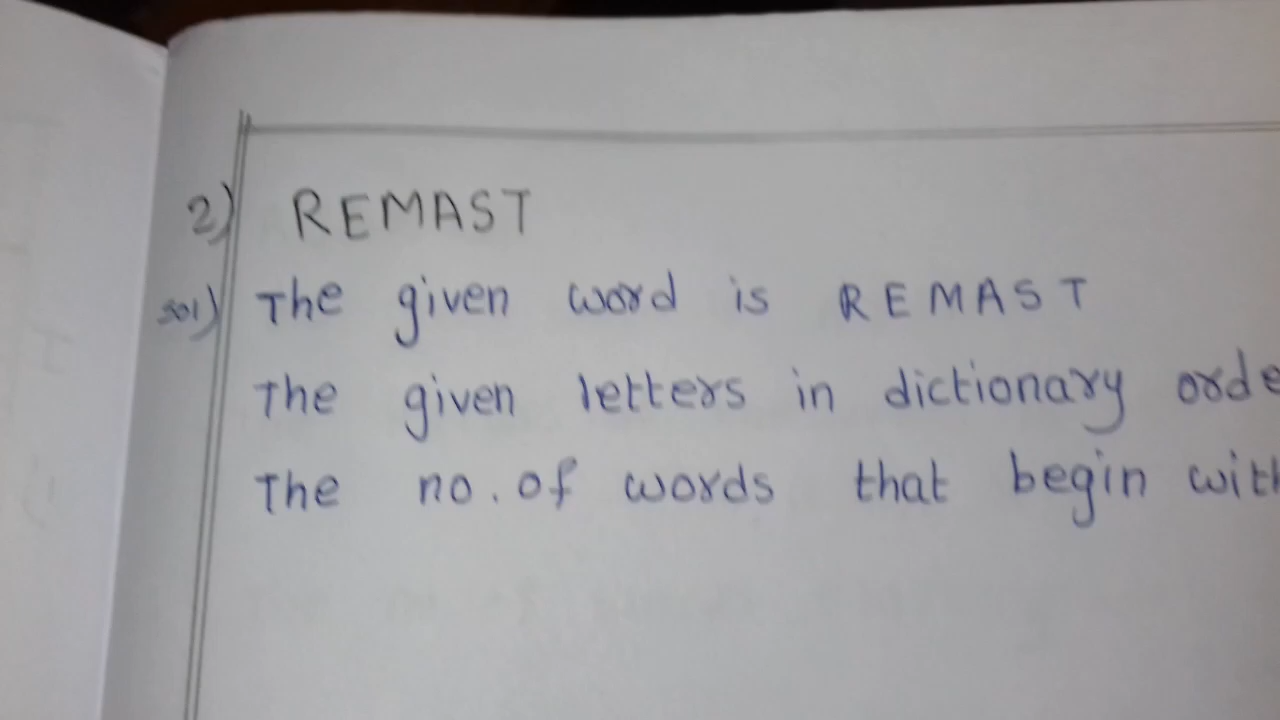 2) REMAST
Sol) The given word is REMAST
The given letters in dictionary orde
The no. of words that begin with